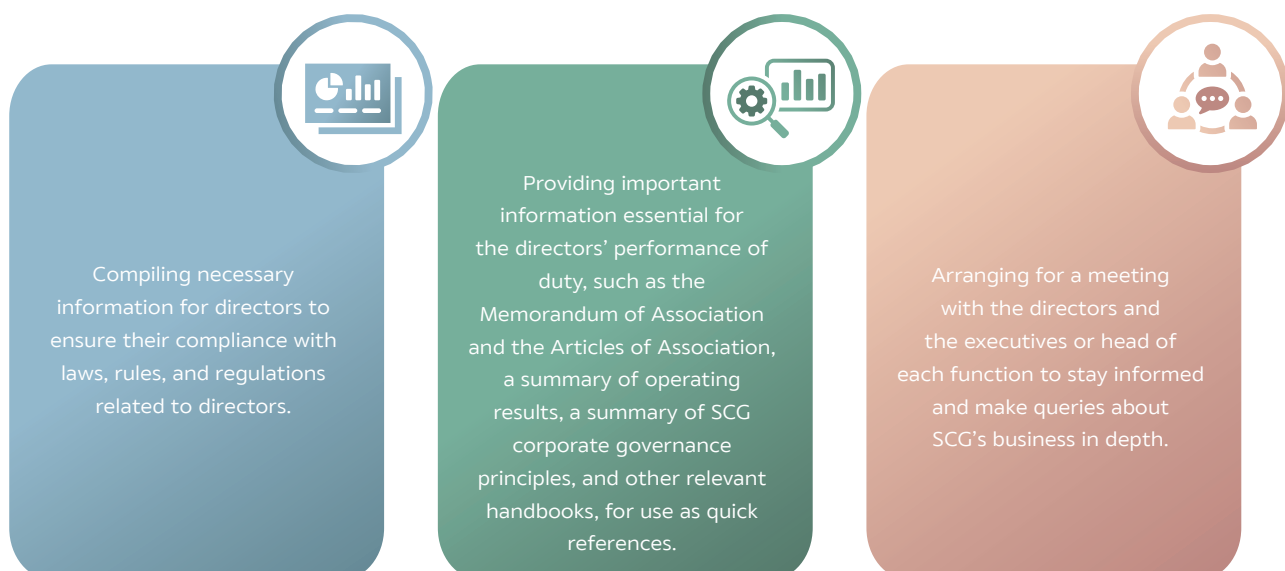 Compiling necessary
information for directors to
ensure their compliance with
laws, rules, and regulations
related to directors.
Providing important
information essential for
the directors’ performance of
duty, such as the
Memorandum of Association
and the Articles of Association,
a summary of operating
results, a summary of SCG
corporate governance
principles, and other relevant
handbooks, for use as quick
references.
Arranging for a meeting
with the directors and
the executives or head of
each function to stay informed
and make queries about
SCG’s business in depth.